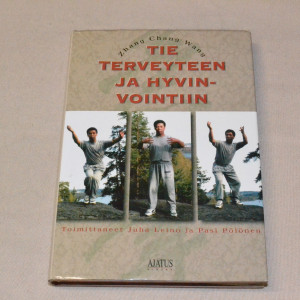 Zhang Chang Wang
TIE
TERVEYTEEN
JA HYVIN-
VOINTIIN
Toimittaneet Juha Leino ja Pasi Pölönen
AJATUS